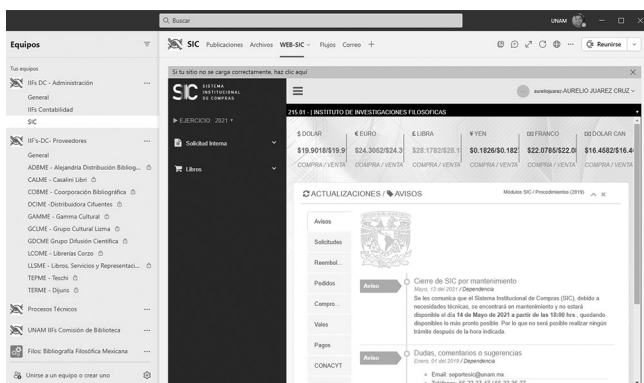 Buscar
UNAM
Equipos
Tus equipos
IIFs DC - Administración
General
IIFs Contabilidad
SIC
IIF's-DC- Proveedores
General
ADBME - Alejandría Distribución Bibliog...
CALME - Casalini Libri
COBME - Coorporación Bibliográfica
DCIME -Distribuidora Cifuentes
GAMME - Gamma Cultural
GCLME - Grupo Cultural Lizma
GDCME Grupo Difusión Científica
LCOME - Librerías Corzo
LLSME - Libros, Servicios y Representaci...
TEPME - Teschi
TERME - Dijuris
Procesos Técnicos
UNAM IIFs Comisión de Biblioteca
Filos: Bibliografía Filosófica Mexicana
Unirse a un equipo o crear uno
SIC Publicaciones Archivos WEB-SIC Flujos Correo
Reunirse
Si tu sitio no se carga correctamente, haz clic aquí
SIC SISTEMA
INSTITUCIONAL
DE COMPRAS
EJERCICIO 2021
Solicitud Interna
Libros
aureliojuarez:AURELIO JUAREZ CRUZ
215.01 - | INSTITUTO DE INVESTIGACIONES FILOSOFICAS
$ DOLAR € EURO £ LIBRA ¥ YEN FRANCO DOLAR CAN
$19.9018/$19.9 $24.3052/$24.3 $28.1782/$28.1 $0.1826/$0.182 $22.0785/$22.0 $16.4582/$16.4
COMPRA / VENTA COMPRA / VENTA COMPRA / VENTA COMPRA / VENTA COMPRA / VENTA COMPRA / VENTA
ACTUALIZACIONES / AVISOS
Módulos SIC / Procedimientos (2019)
Avisos
Solicitudes
Reembol...
Pedidos
Compro...
Vales
Pagos
CONACYT
Aviso
Cierre de SIC por mantenimiento
Mayo, 13 del 2021 / Dependencia
Se les comunica que el Sistema Institucional de Compras (SIC), debido a
necesidades técnicas, se encontrará en mantenimiento y no estará
disponible el día 14 de Mayo de 2021 a partir de las 18:00 hrs., quedando
disponibles lo más pronto posible. Por lo que no será posible realizar ningún
trámite después de la hora indicada.
Aviso
Dudas, comentarios o sugerencias
Enero, 01 del 2019 / Dependencia
Email: soportesic@unam.mx